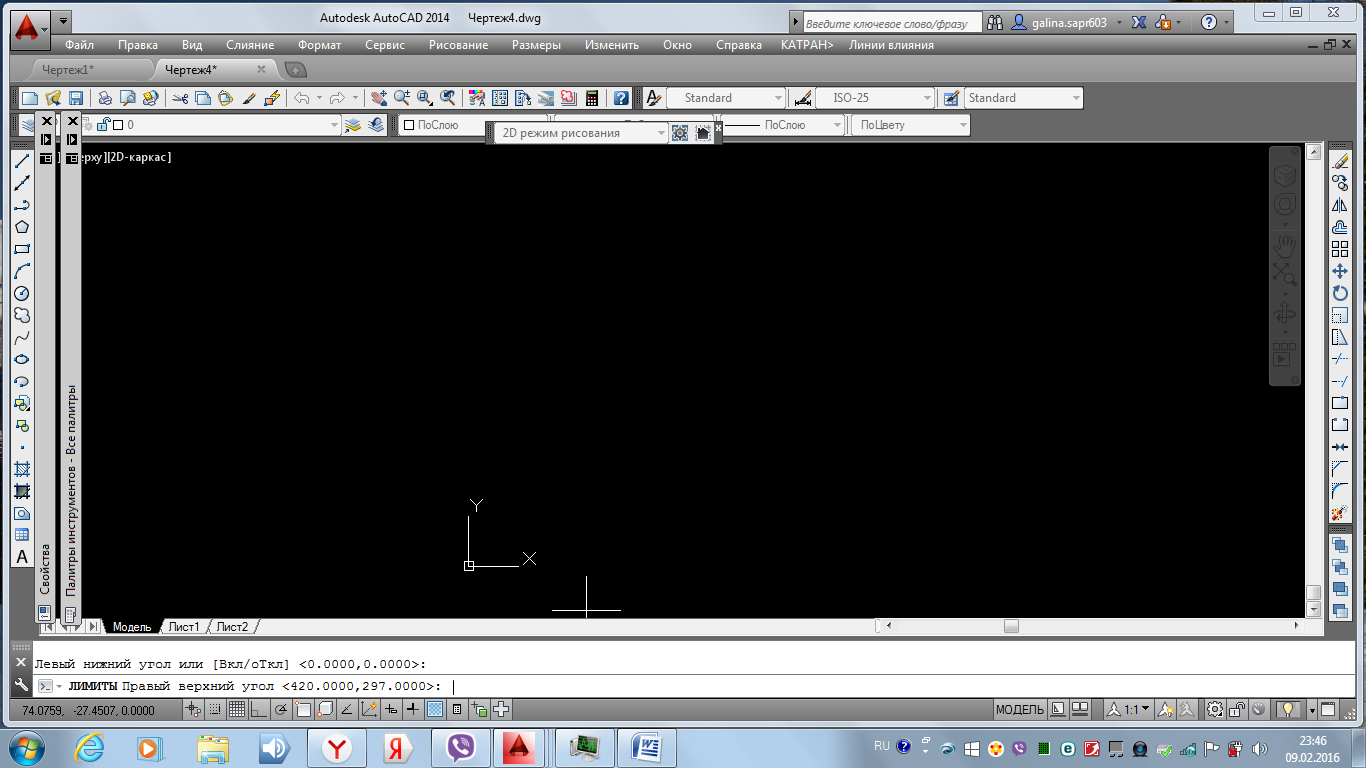 Autodesk AutoCAD 2014 Чертеж4.dwg
Введите ключевое слово/фразу
galina.sapr603
Файл Правка Вид Слияние Формат Сервис Рисование Размеры Изменить Окно Справка КАТРАН> Линии влияния
Чертеж1*
Чертеж4*
Standard
ISO-25
Standard
0
ПоСлою
ПоСлою
ПоЦвету
2D режим рисования
][2D-каркас]
Свойства
Палитры инструментов - Все палитры
Y
X
Модель Лист1 Лист2
Левый нижний угол или [Вкл/оТкл] <0.0000,0.0000>:
ЛИМИТЫ Правый верхний угол <420.0000,297.0000>:
74.0759, -27.4507, 0.0000
МОДЕЛЬ
1:1
RU
23:46
09.02.2016